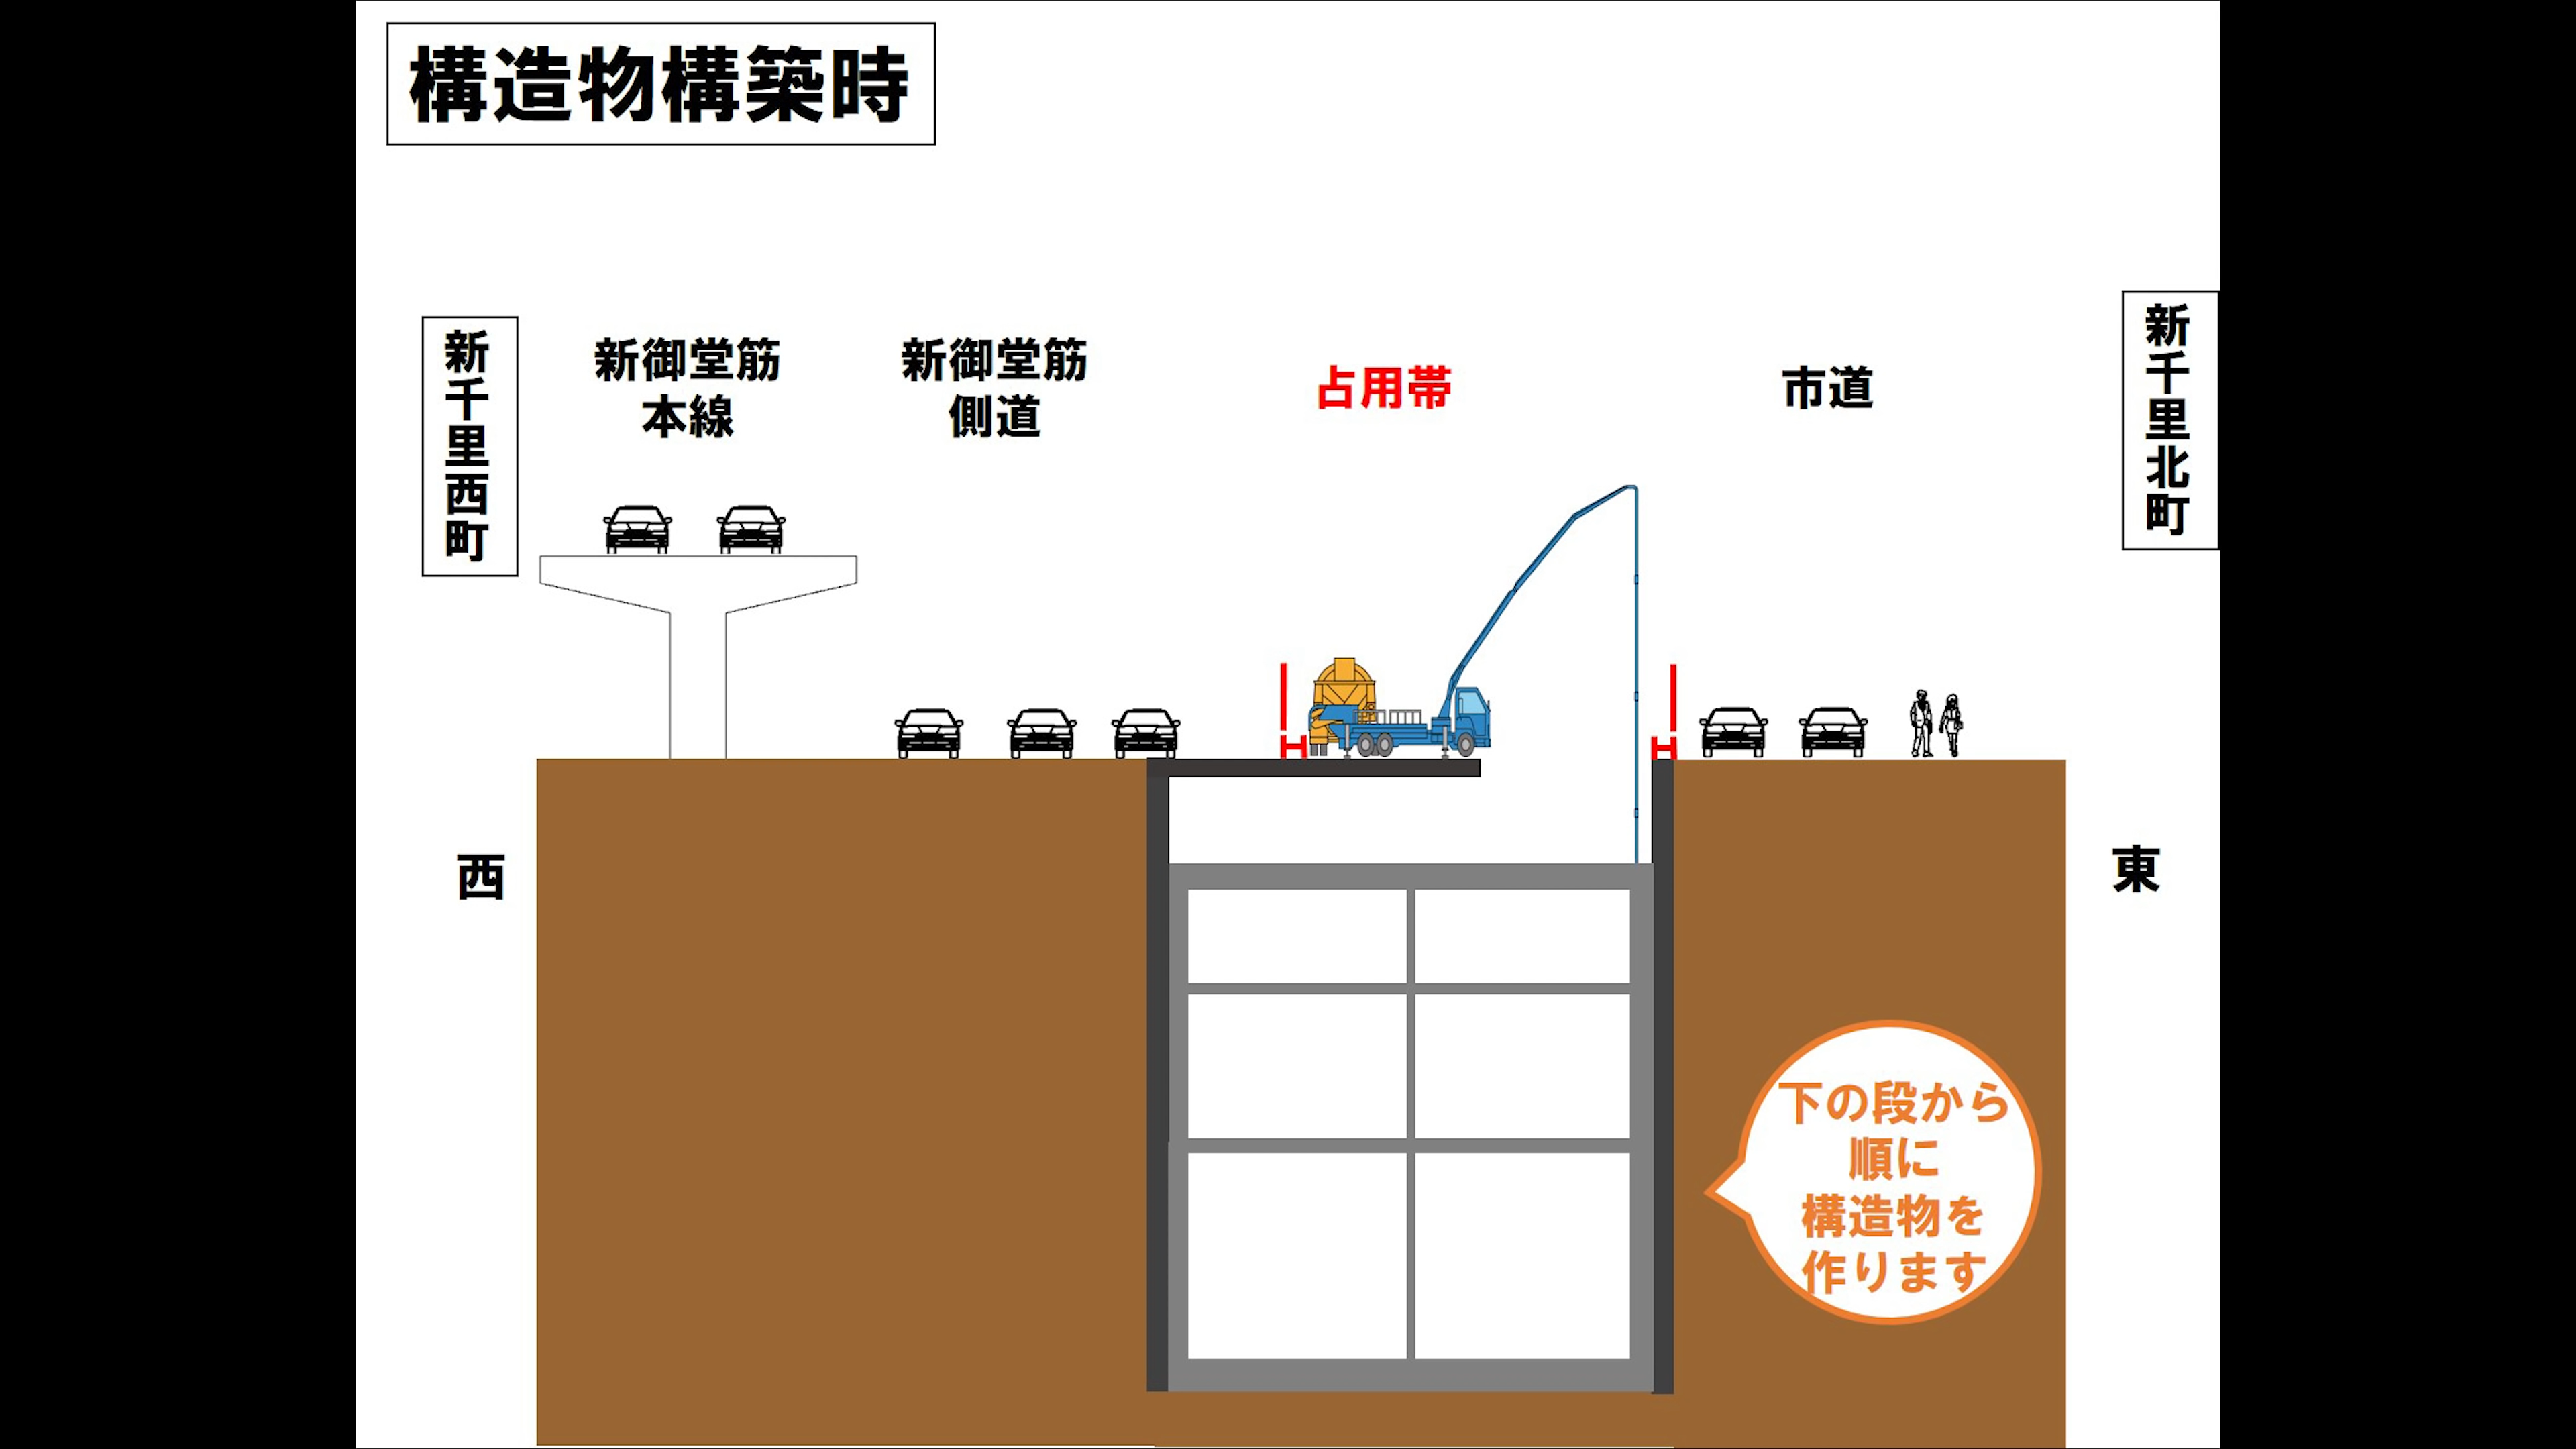 構造物構築時
新千里西町
新御堂筋
本線
新御堂筋
側道
占用帯
市道
新千里北町
西
東
下の段から
順に
構造物を
作ります